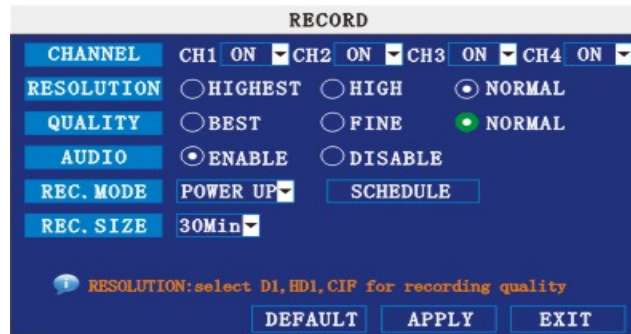 RECORD
CHANNEL CH1 ON CH2 ON CH3 ON CH4 ON
RESOLUTION HIGHEST HIGH NORMAL
QUALITY BEST FINE NORMAL
AUDIO ENABLE DISABLE
REC. MODE POWER UP SCHEDULE
REC. SIZE 30Min
RESOLUTION:select D1,HD1,CIF for recording quality
DEFAULT APPLY EXIT